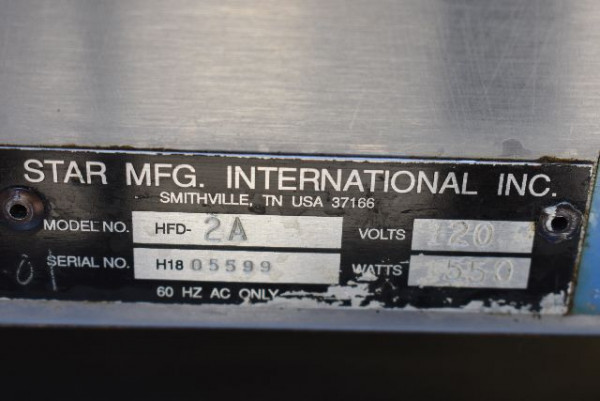 STAR MFG. INTERNATIONAL INC.
SMITHVILLE, TN USA 37166
MODEL NO. HFD-2A VOLTS 120
SERIAL NO. H18 05599 WATTS
60 HZ AC ONLY